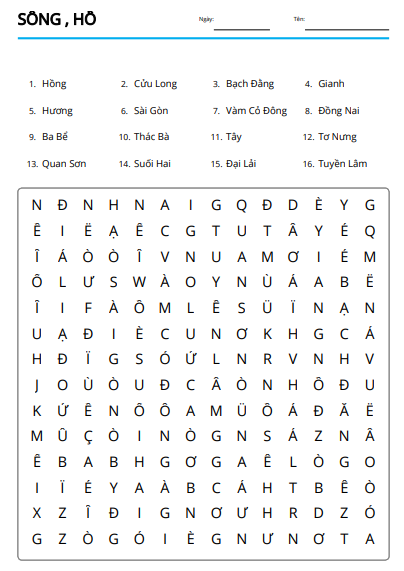 SÔNG , HỒ Ngày: Tên:
1. Hồng 2. Cửu Long 3. Bạch Đằng 4. Gianh
5. Hương 6. Sài Gòn 7. Vàm Cỏ Đông 8. Đồng Nai
9. Ba Bể 10. Thác Bà 11. Tây 12. Tơ Nưng
13. Quan Sơn 14. Suối Hai 15. Đại Lải 16. Tuyền Lâm
N Đ N H N A I G Q Đ D È Y G
Ê I Ë Ạ Ê C G T U T Â Y É Q
Î Á Ò Ò Î V N U A M Ơ I É M
Ô L Ư S W À O Y N Ù Á A B Ë
Î I F À Ô M L Ê S Ü Ï N Ạ N
U Ạ Đ I È C U N Ơ K H G C Á
H Đ Ï G S Ó Ứ L N R V N H V
J O Ù Ò U Đ C Â Ò N H Ô Đ U
K Ứ Ê N Õ Ô A M Ü Ô Á Đ Ă Ë
M Û Ç Ò I N Ò G N S Á Z N Â
Ê B A B H G Ơ G A Ê L Ò G O
I Ï É Y A À B C Á H T B Ê Ò
X Z Î Đ I G N Ơ Ư H R D Z Ó
G Z Ò G Ó I È G N Ư N Ơ T A